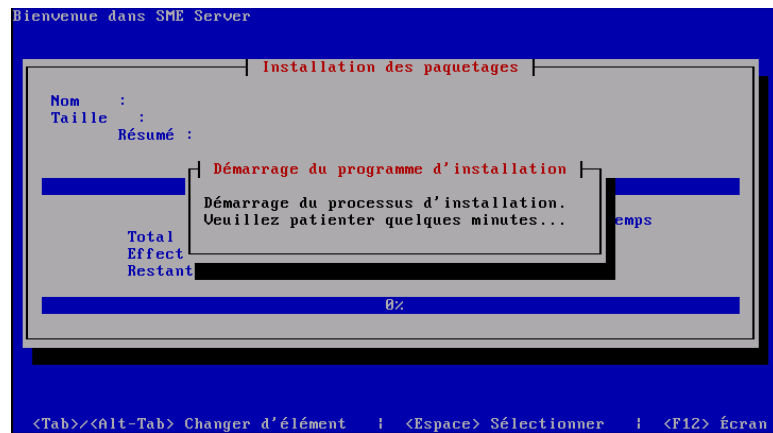 Bienvenue dans SME Server
Installation des paquetages
Nom :
Taille :
Résumé :
Démarrage du programme d'installation
Démarrage du processus d'installation.
Veuillez patienter quelques minutes...
emps
Total
Effect
Restant
0%
<Tab>/<Alt-Tab> Changer d'élément | <Espace> Sélectionner | <F12> Écran